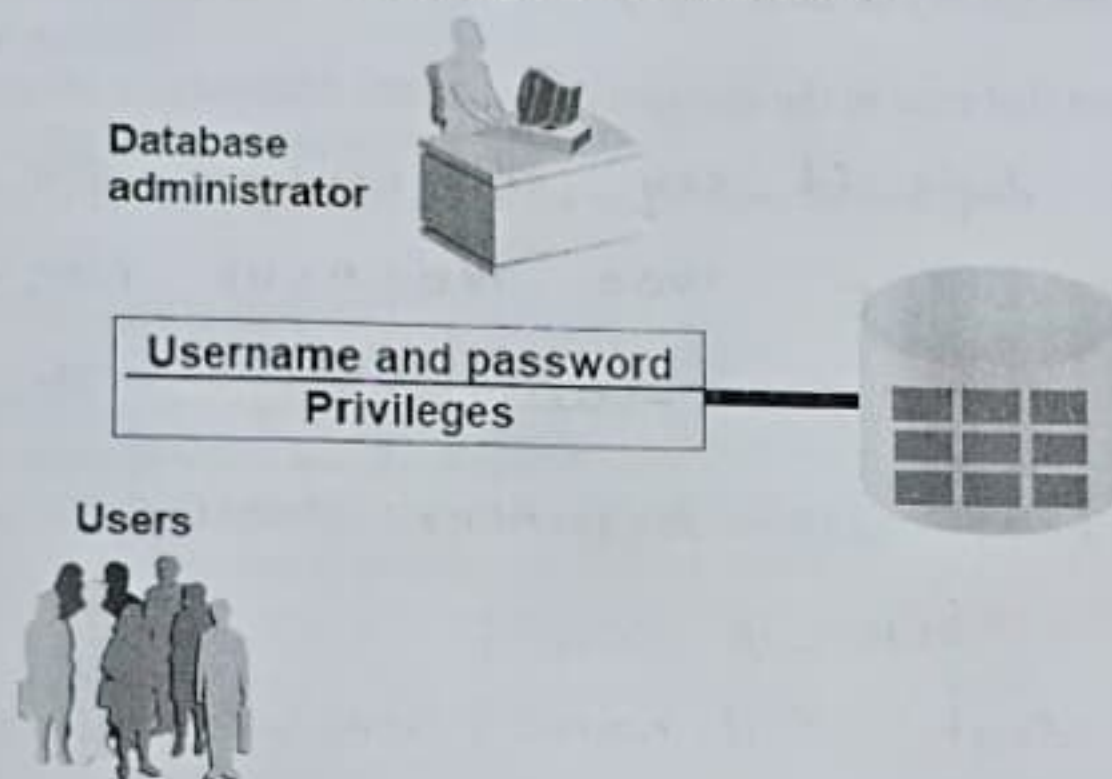 Database
administrator
Username and password
Privileges
Users